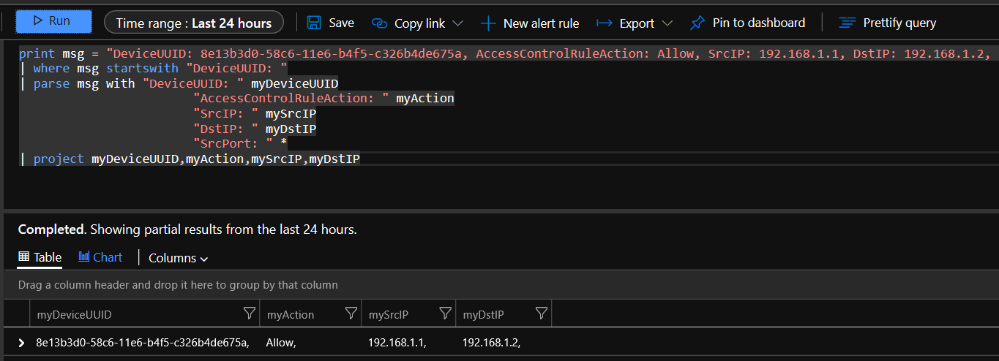 Run
Time range : Last 24 hours
Save
Copy link
New alert rule
Export
Pin to dashboard
Prettify query
print msg = "DeviceUUID: 8e13b3d0-58c6-11e6-b4f5-c326b4de675a, AccessControlRuleAction: Allow, SrcIP: 192.168.1.1, DstIP: 192.168.1.2,
| where msg startswith "DeviceUUID: "
| parse msg with "DeviceUUID: " myDeviceUUID
"AccessControlRuleAction: " myAction
"SrcIP: " mySrcIP
"DstIP: " myDstIP
"SrcPort: " *
| project myDeviceUUID,myAction,mySrcIP,myDstIP
Completed. Showing partial results from the last 24 hours.
Table
Chart
Columns
Drag a column header and drop it here to group by that column
myDeviceUUID
myAction
mySrcIP
myDstIP
8e13b3d0-58c6-11e6-b4f5-c326b4de675a,
Allow,
192.168.1.1,
192.168.1.2,